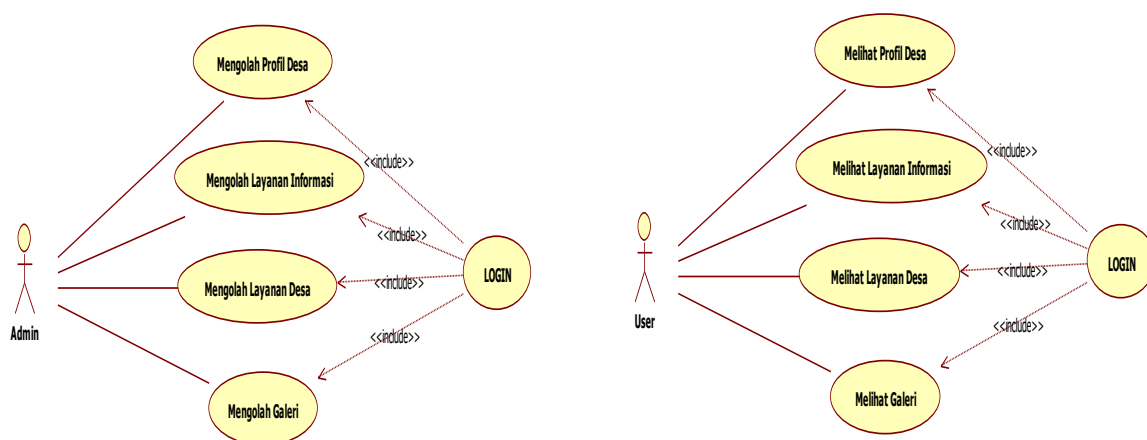 Mengolah Profil Desa
<<include>>
Mengolah Layanan Informasi
<<include>>
LOGIN
Mengolah Layanan Desa
<<include>>
Admin
<<include>>
Mengolah Galeri
Melihat Profil Desa
<<include>>
Melihat Layanan Informasi
<<include>>
LOGIN
Melihat Layanan Desa
<<include>>
User
<<include>>
Melihat Galeri